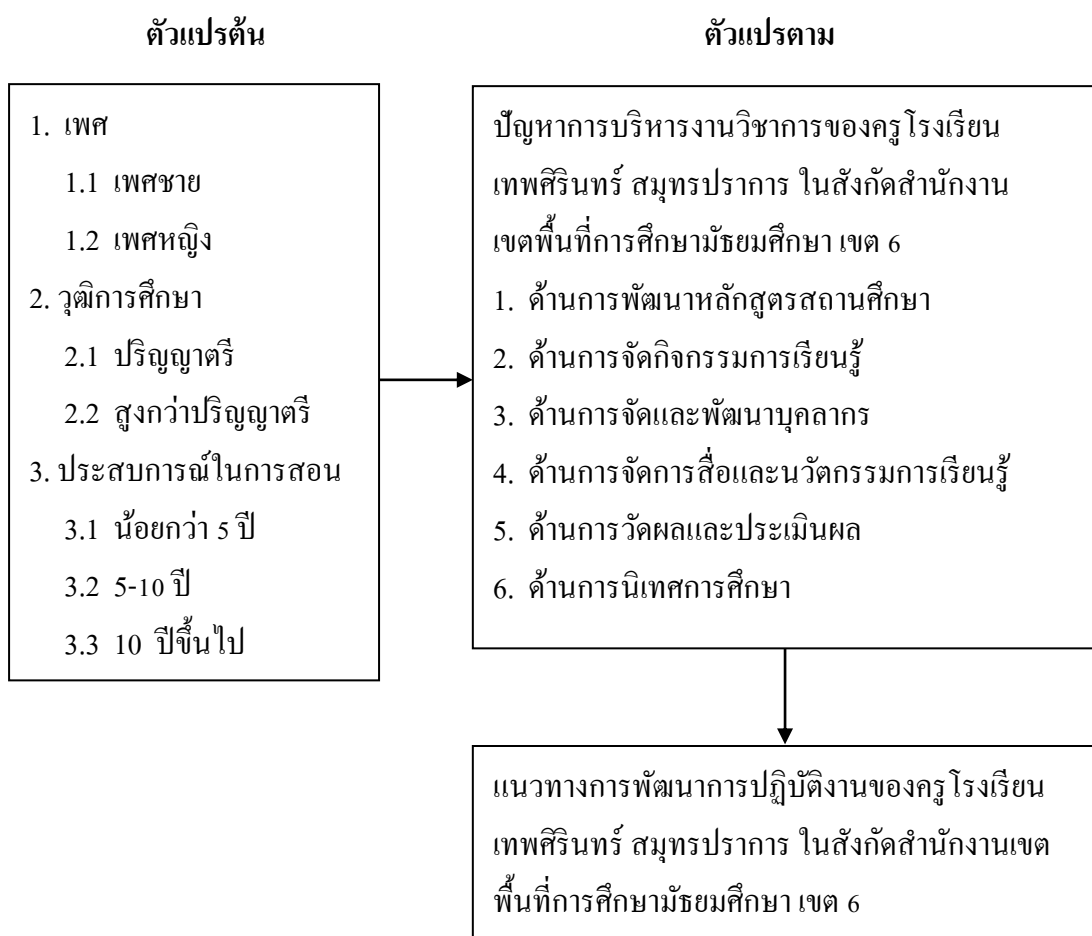 ตัวแปรต้น
ตัวแปรตาม
1. เพศ
1.1 เพศชาย
1.2 เพศหญิง
2. วุฒิการศึกษา
2.1 ปริญญาตรี
2.2 สูงกว่าปริญญาตรี
3. ประสบการณ์ในการสอน
3.1 น้อยกว่า 5 ปี
3.2 5-10 ปี
3.3 10 ปีขึ้นไป
ปัญหาการบริหารงานวิชาการของครูโรงเรียน
เทพศิรินทร์ สมุทรปราการ ในสังกัดสำนักงาน
เขตพื้นที่การศึกษามัธยมศึกษา เขต 6
1. ด้านการพัฒนาหลักสูตรสถานศึกษา
2. ด้านการจัดกิจกรรมการเรียนรู้
3. ด้านการจัดและพัฒนาบุคลากร
4. ด้านการจัดการสื่อและนวัตกรรมการเรียนรู้
5. ด้านการวัดผลและประเมินผล
6. ด้านการนิเทศการศึกษา
แนวทางการพัฒนาการปฏิบัติงานของครูโรงเรียน
เทพศิรินทร์ สมุทรปราการ ในสังกัดสำนักงานเขต
พื้นที่การศึกษามัธยมศึกษา เขต 6